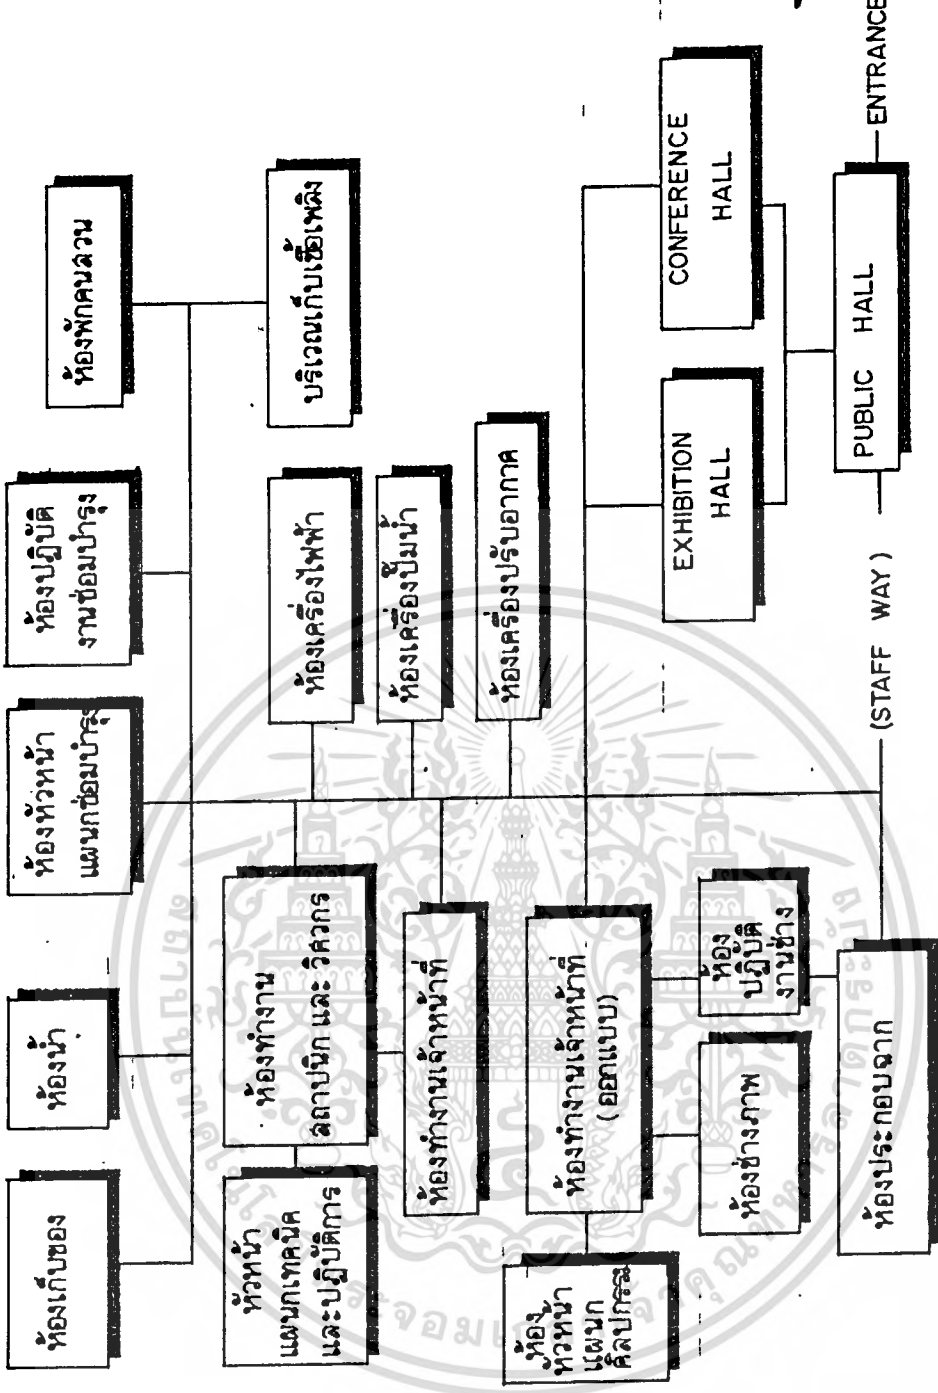 ห้องเก็บของ
ห้องน้ำ
ห้องหัวหน้า
แผนกซ่อมบำรุง
ห้องปฏิบัติ
งานซ่อมบำรุง
ห้องพักคนสวน
บริเวณเก็บเชื้อเพลิง
หัวหน้า
แผนกเทคนิค
และปฏิบัติการ
ห้องทำงาน
สถาปนิกและวิศวกร
ห้องเครื่องไฟฟ้า
ห้องเครื่องปั๊มน้ำ
ห้องเครื่องปรับอากาศ
ห้องทำงานเจ้าหน้าที่
ห้อง
หัวหน้า
แผนก
ศิลปกรรม
ห้องทำงานเจ้าหน้าที่
(ออกแบบ)
ห้องช่างภาพ
ห้อง
ปฏิบัติ
งานช่าง
ห้องประกอบฉาก
EXHIBITION
HALL
CONFERENCE
HALL
(STAFF WAY)
PUBLIC HALL
ENTRANCE